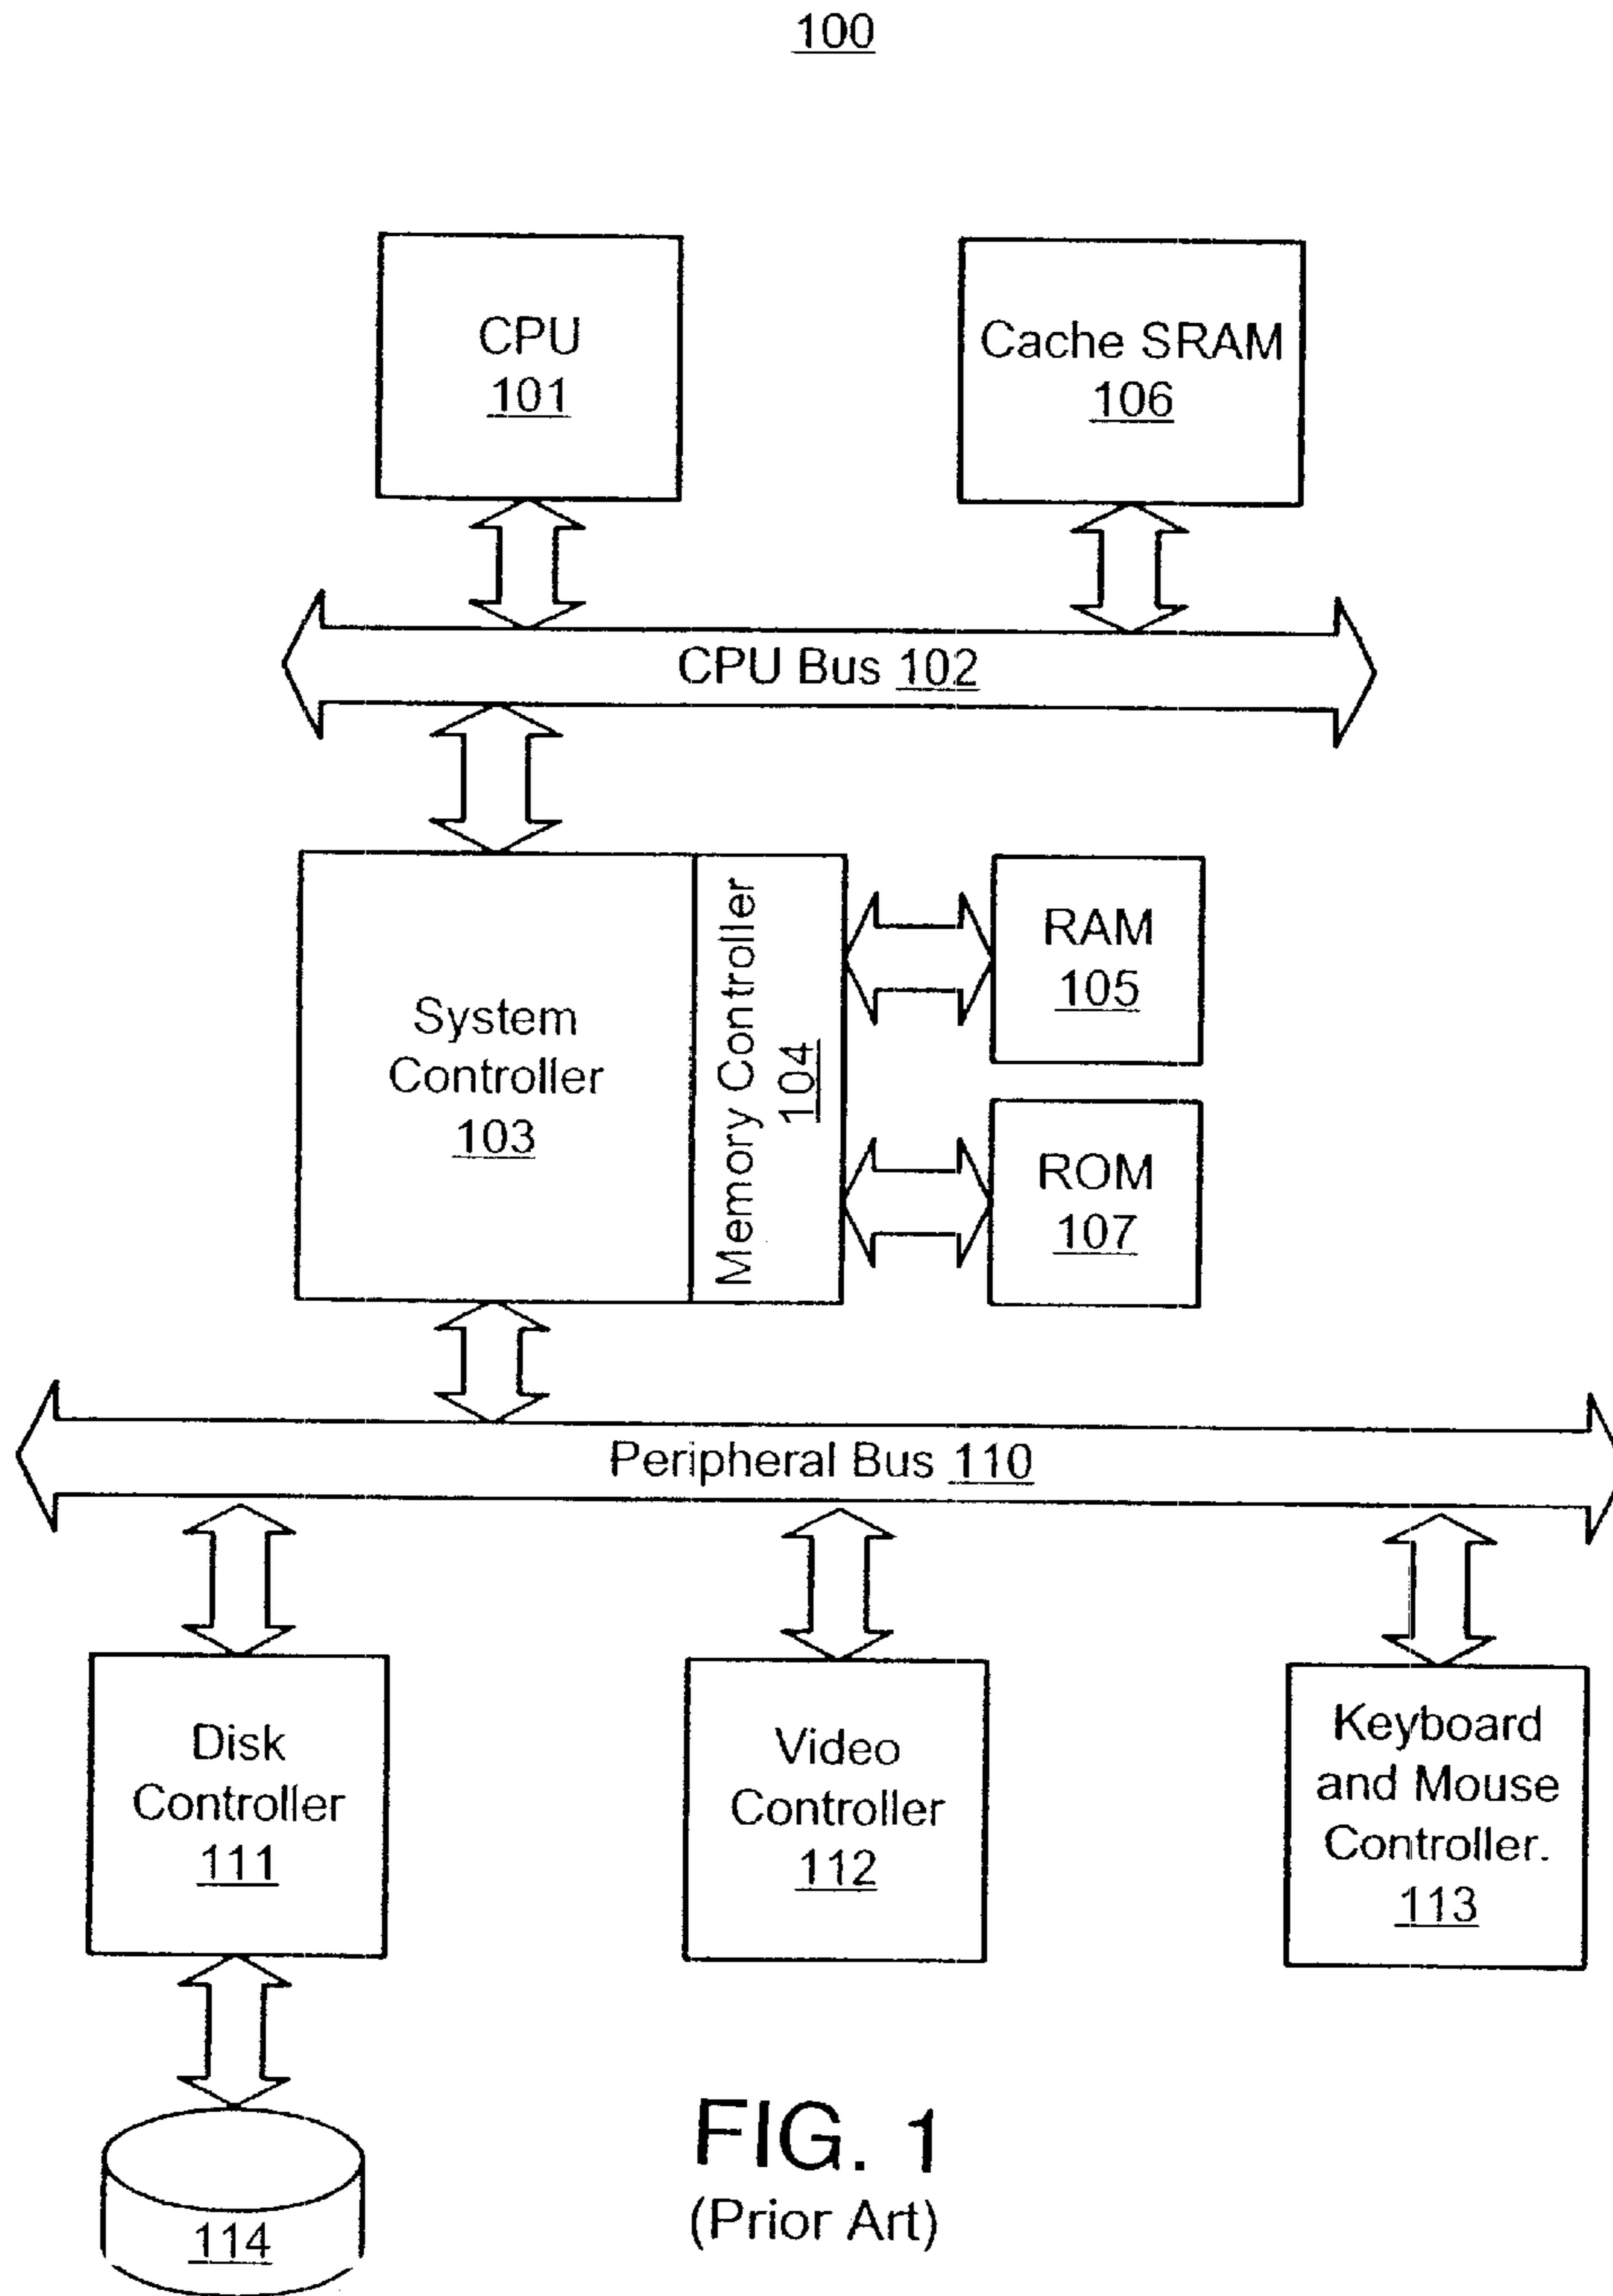 100
CPU
101
Cache SRAM
106
CPU Bus 102
System
Controller
103
Memory Controller
104
RAM
105
ROM
107
Peripheral Bus 110
Disk
Controller
111
Video
Controller
112
Keyboard
and Mouse
Controller.
113
114
FIG. 1
(Prior Art)